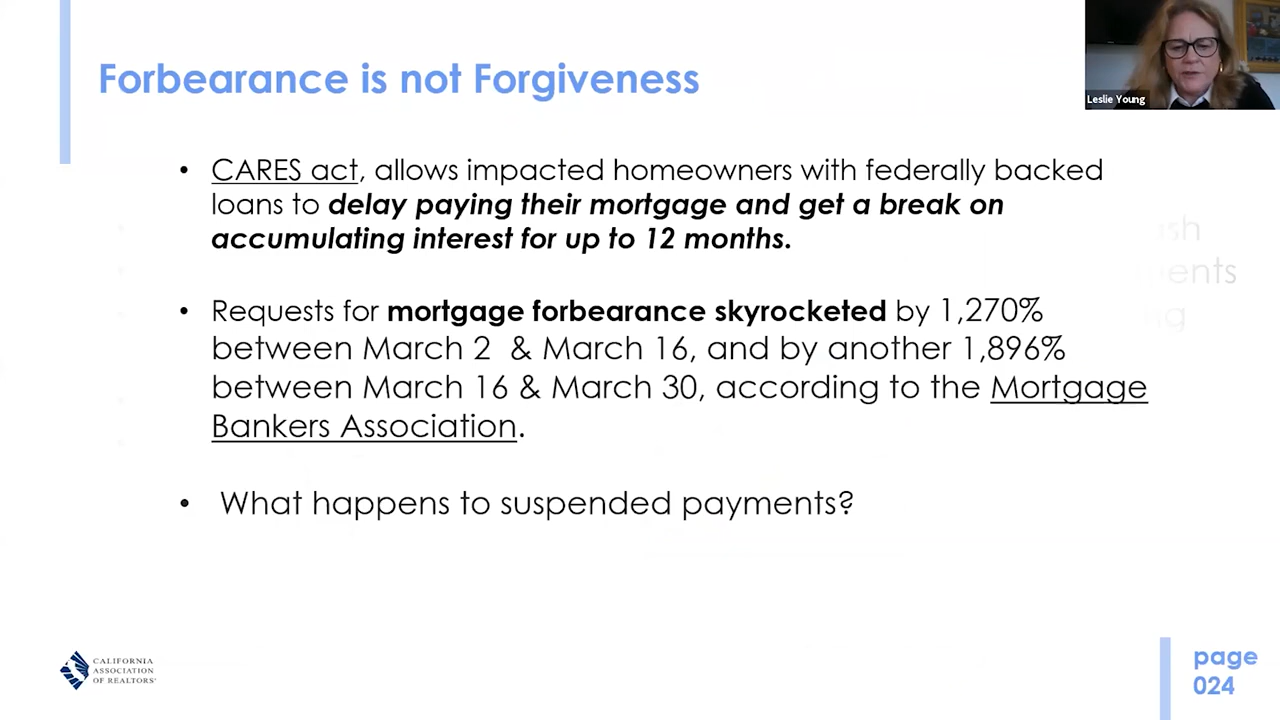 Forbearance is not Forgiveness
Leslie Young
• CARES act, allows impacted homeowners with federally backed
loans to delay paying their mortgage and get a break on
accumulating interest for up to 12 months.
• Requests for mortgage forbearance skyrocketed by 1,270%
between March 2 & March 16, and by another 1,896%
between March 16 & March 30, according to the Mortgage
Bankers Association.
• What happens to suspended payments?
CALIFORNIA
ASSOCIATION
OF REALTORS®
page
024